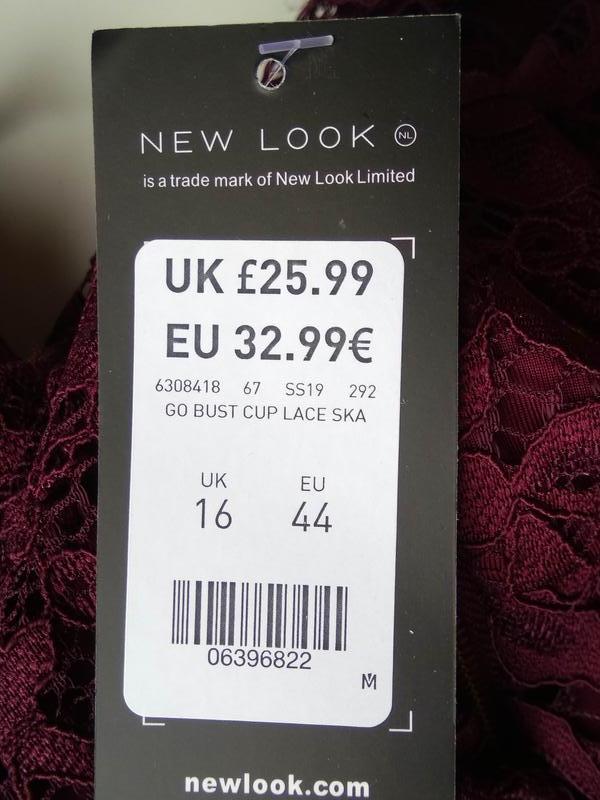 NEW LOOK NL
is a trade mark of New Look Limited
UK £25.99
EU 32.99€
6308418 67 SS19 292
GO BUST CUP LACE SKA
UK EU
16 44
06396822
M
newlook.com